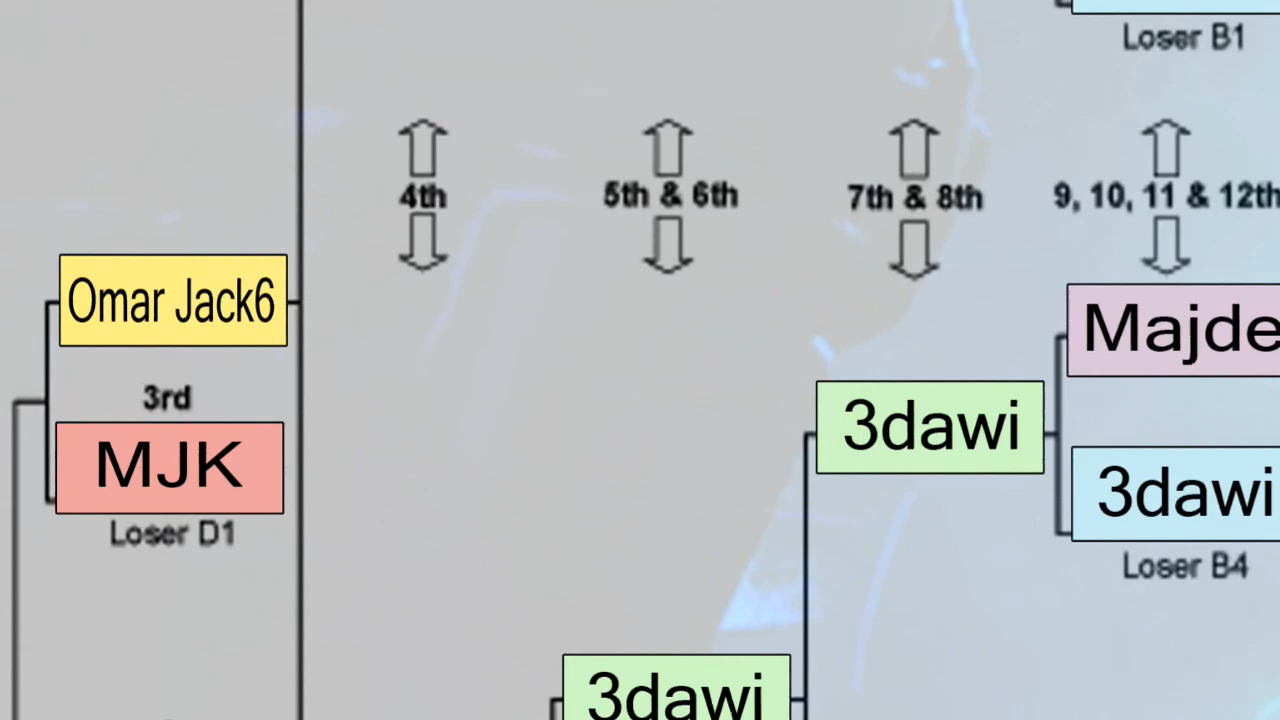 Loser B1
4th
5th & 6th
7th & 8th
9, 10, 11 & 12th
Omar Jack6
3rd
MJK
Loser D1
Majde
3dawi
3dawi
Loser B4
3dawi